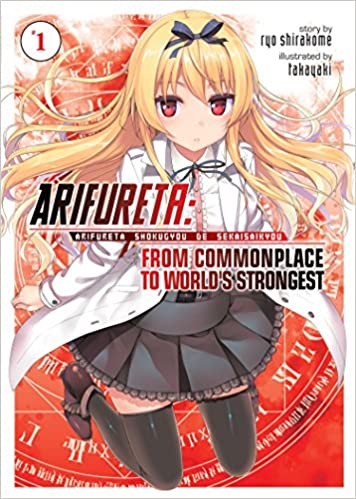 #1
story by
ryo shirakome
illustrated by
takayaki
ARIFURETA:
ARIFURETA SHOKUGYOU DE SEKAISAIKYOU
FROM COMMONPLACE
TO WORLD'S STRONGEST